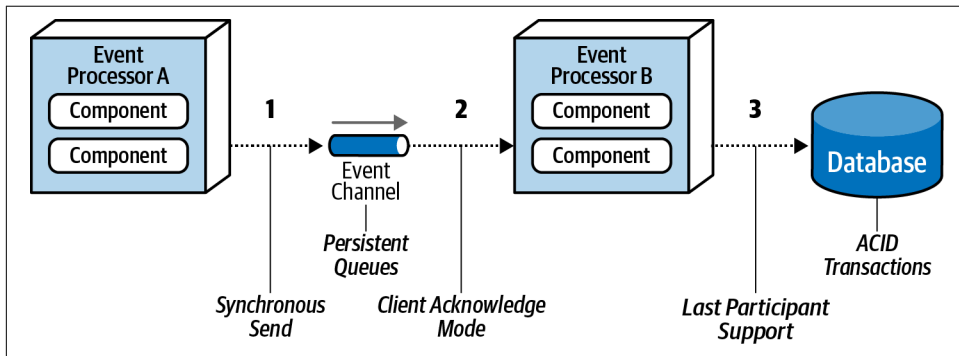 Event
Processor A
Component
Component
1
Event
Channel
Persistent
Queues
Synchronous
Send
2
Client Acknowledge
Mode
Event
Processor B
Component
Component
3
Last Participant
Support
Database
ACID
Transactions